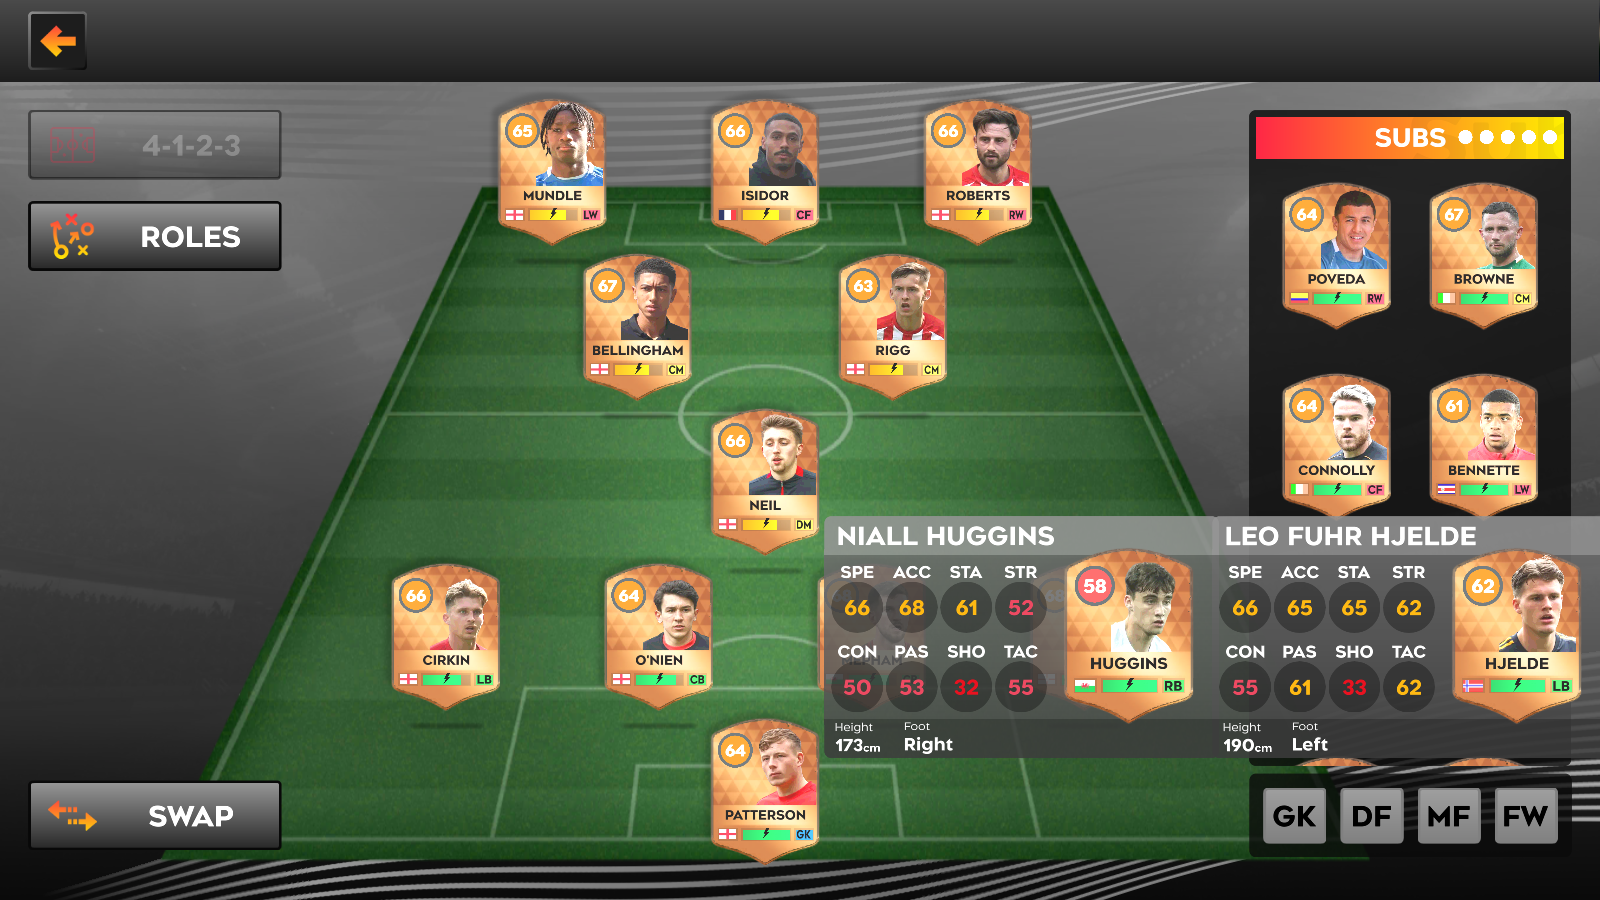 4-1-2-3
ROLES
SWAP
65
MUNDLE
LW
66
ISIDOR
CF
66
ROBERTS
RW
67
BELLINGHAM
CM
63
RIGG
CM
66
NEIL
DM
66
CIRKIN
LB
64
O'NIEN
CB
MEPHAM
68
64
PATTERSON
GK
SUBS
64
POVEDA
RW
67
BROWNE
CM
64
CONNOLLY
CF
61
BENNETTE
LW
NIALL HUGGINS
SPE ACC STA STR
66 68 61 52
CON PAS SHO TAC
50 53 32 55
Height Foot
173cm Right
58
HUGGINS
RB
LEO FUHR HJELDE
SPE ACC STA STR
66 65 65 62
CON PAS SHO TAC
55 61 33 62
Height Foot
190cm Left
62
HJELDE
LB
GK DF MF FW